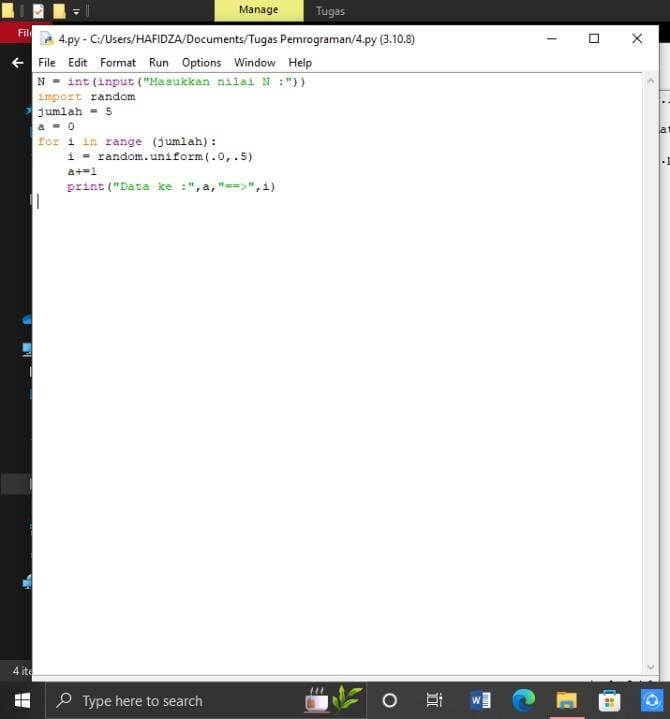 Manage
Tugas
File
4.py - C:/Users/HAFIDZA/Documents/Tugas Pemrograman/4.py (3.10.8)
File Edit Format Run Options Window Help
N = int(input("Masukkan nilai N :"))
import random
jumlah = 5
a = 0
for i in range (jumlah):
    i = random.uniform(.0,.5)
    a+=1
    print("Data ke :",a,"==>",i)
4 ite
Type here to search